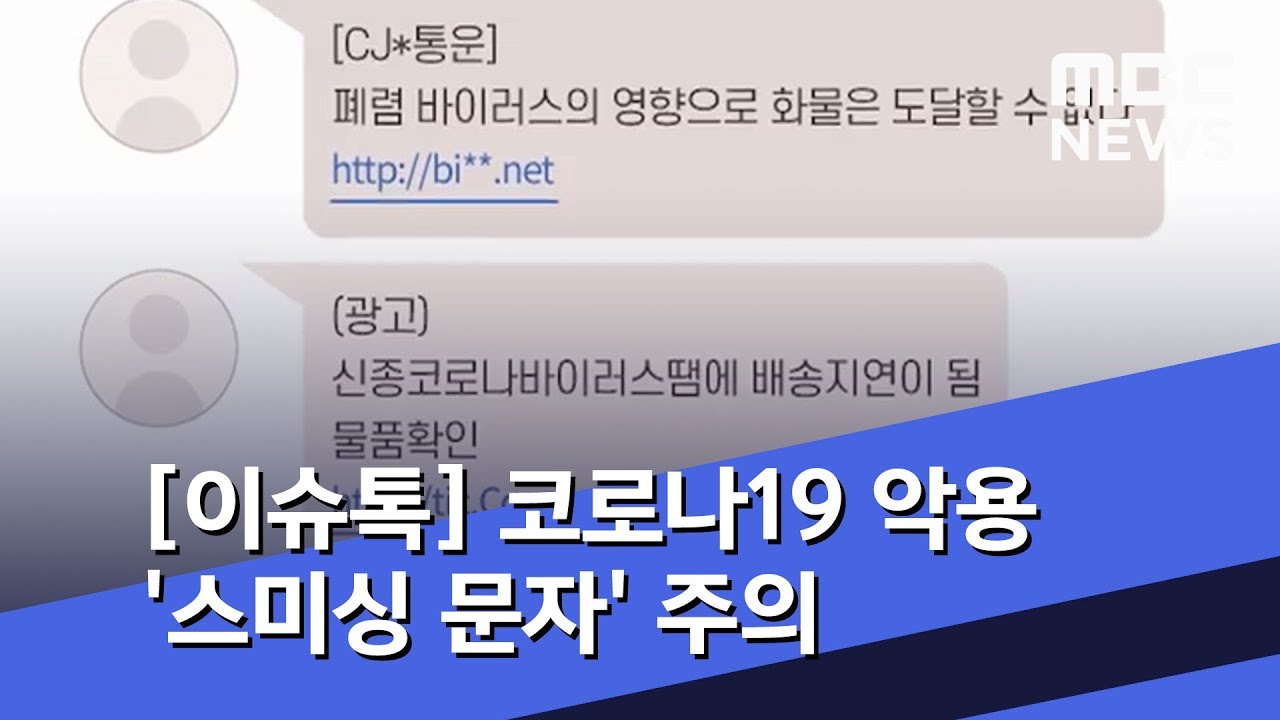 [CJ*통운]
폐렴 바이러스의 영향으로 화물은 도달할 수 없다
http://bi**.net
MBC
NEWS
(광고)
신종코로나바이러스땜에 배송지연이 됨
물품확인
[이슈톡] 코로나19 악용
'스미싱 문자' 주의